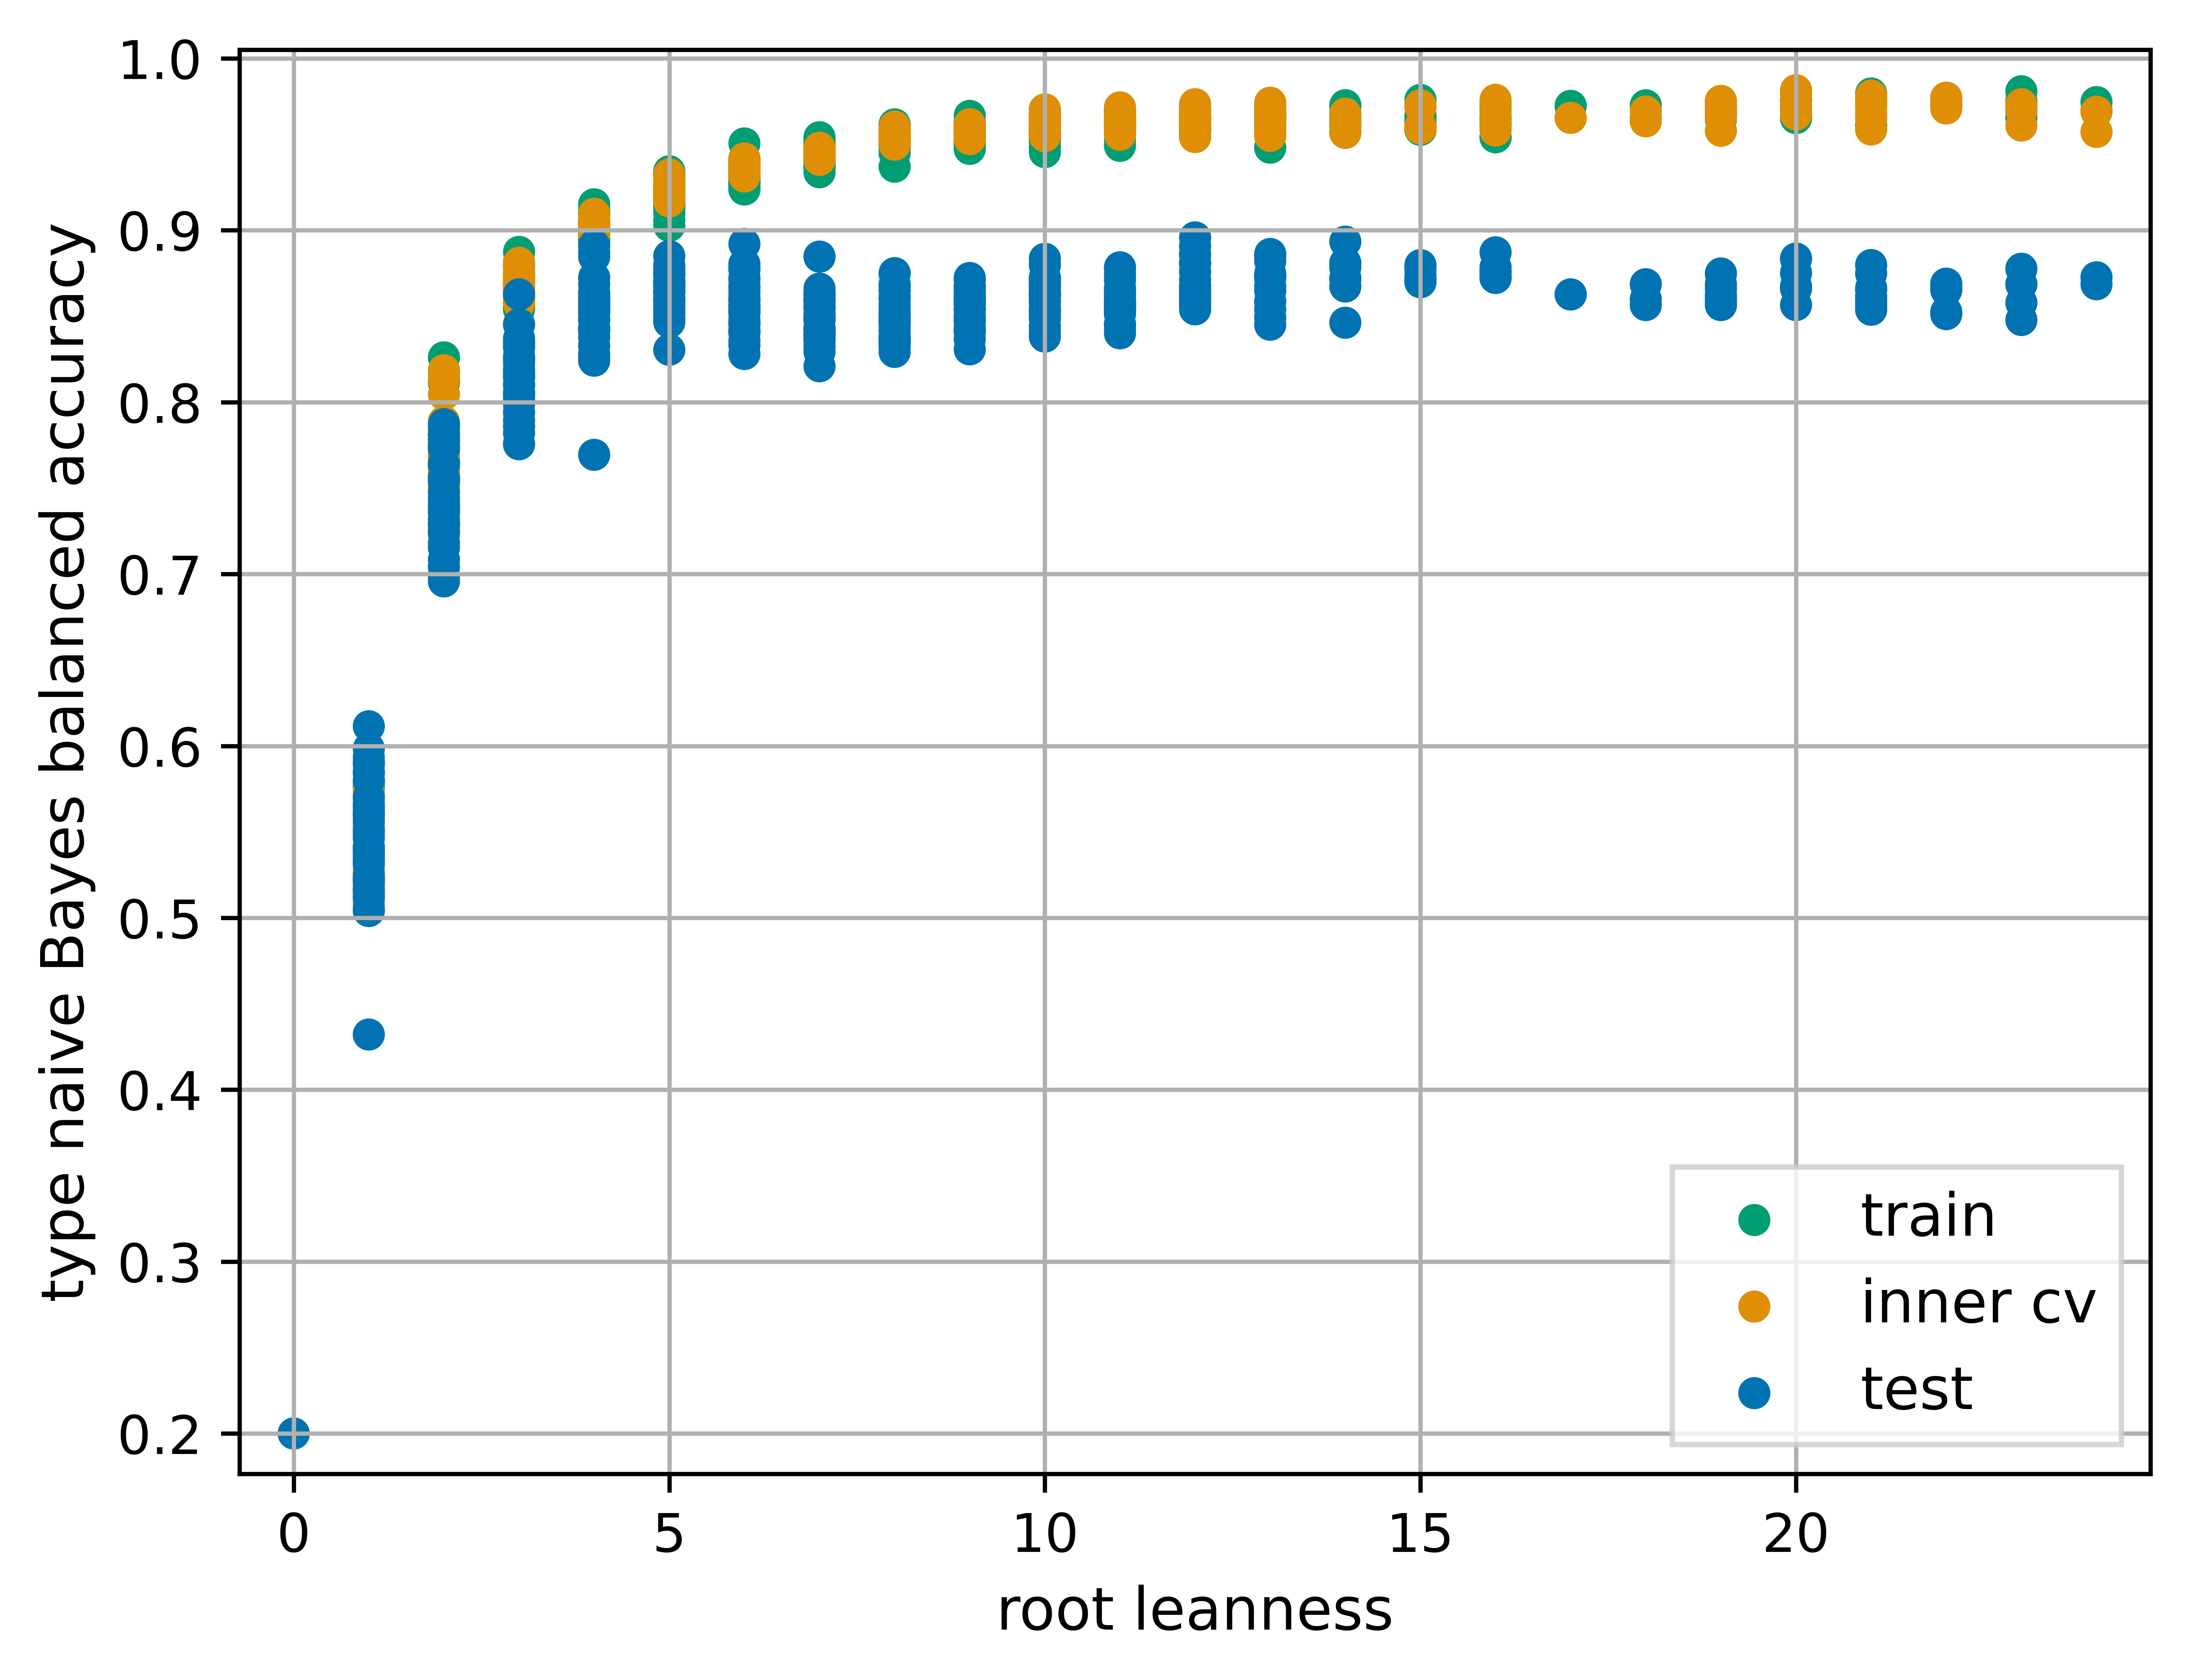 type naive Bayes balanced accuracy
1.0
0.9
0.8
0.7
0.6
0.5
0.4
0.3
0.2
train
inner cv
test
0 5 10 15 20
root leanness